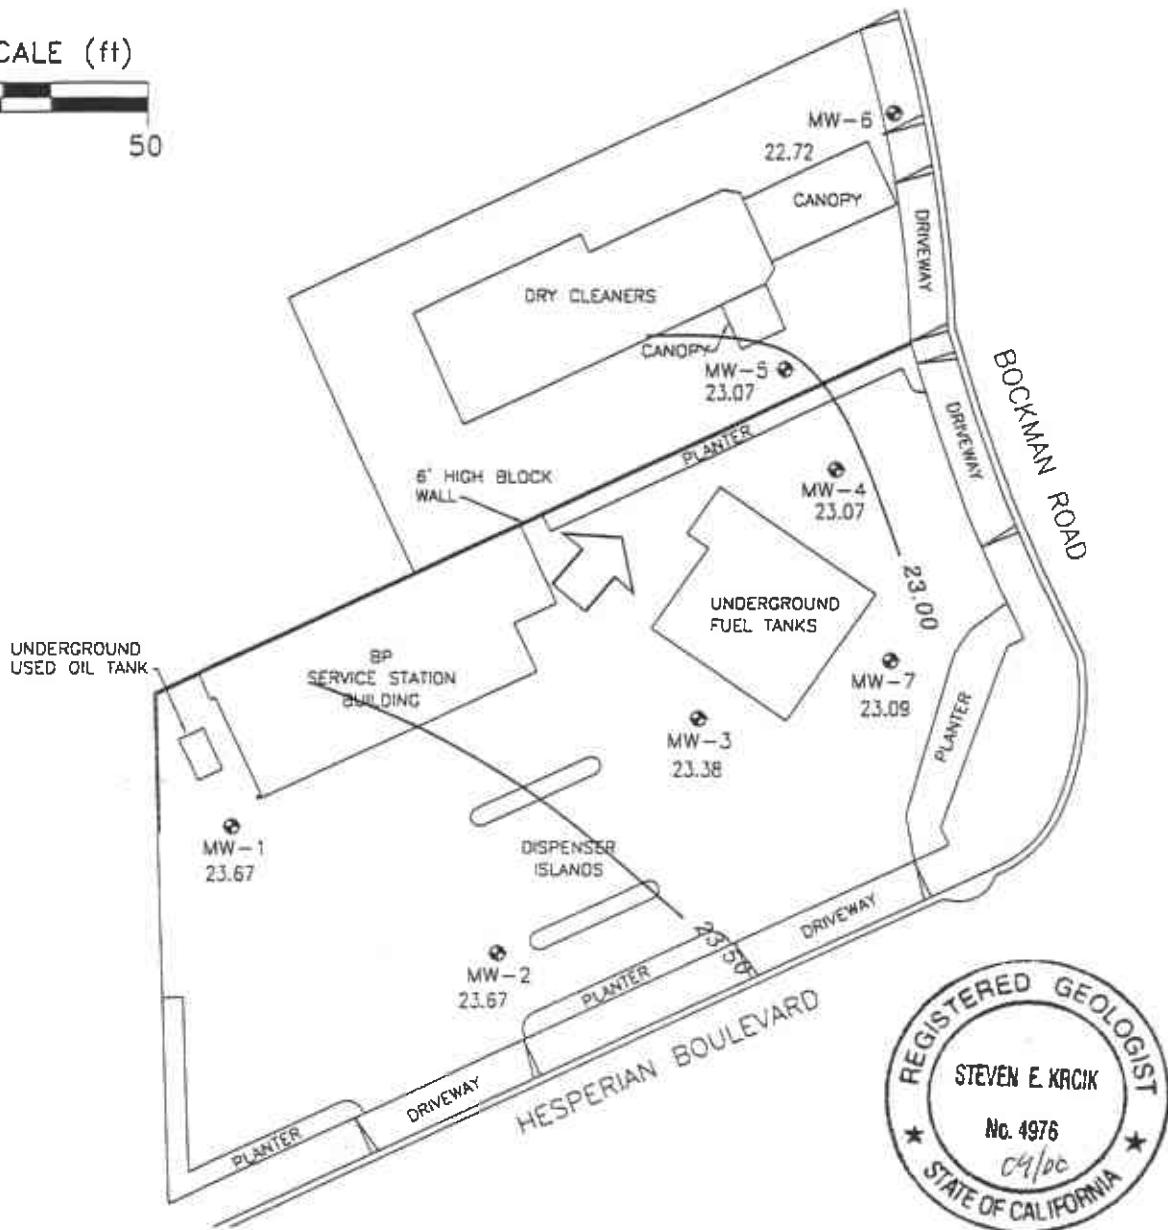 CALE (ft)
50
MW-6
22.72
CANOPY
DRIVEWAY
DRY CLEANERS
CANOPY
MW-5
23.07
BOCKMAN ROAD
DRIVEWAY
PLANTER
6' HIGH BLOCK
WALL
MW-4
23.07
23.00
UNDERGROUND
FUEL TANKS
UNDERGROUND
USED OIL TANK
BP
SERVICE STATION
BUILDING
MW-7
23.09
MW-3
23.38
PLANTER
MW-1
23.67
DISPENSER
ISLANDS
DRIVEWAY
23.50
MW-2
23.67
PLANTER
HESPERIAN BOULEVARD
DRIVEWAY
PLANTER
REGISTERED GEOLOGIST
STEVEN E. KRCIK
No. 4976
STATE OF CALIFORNIA